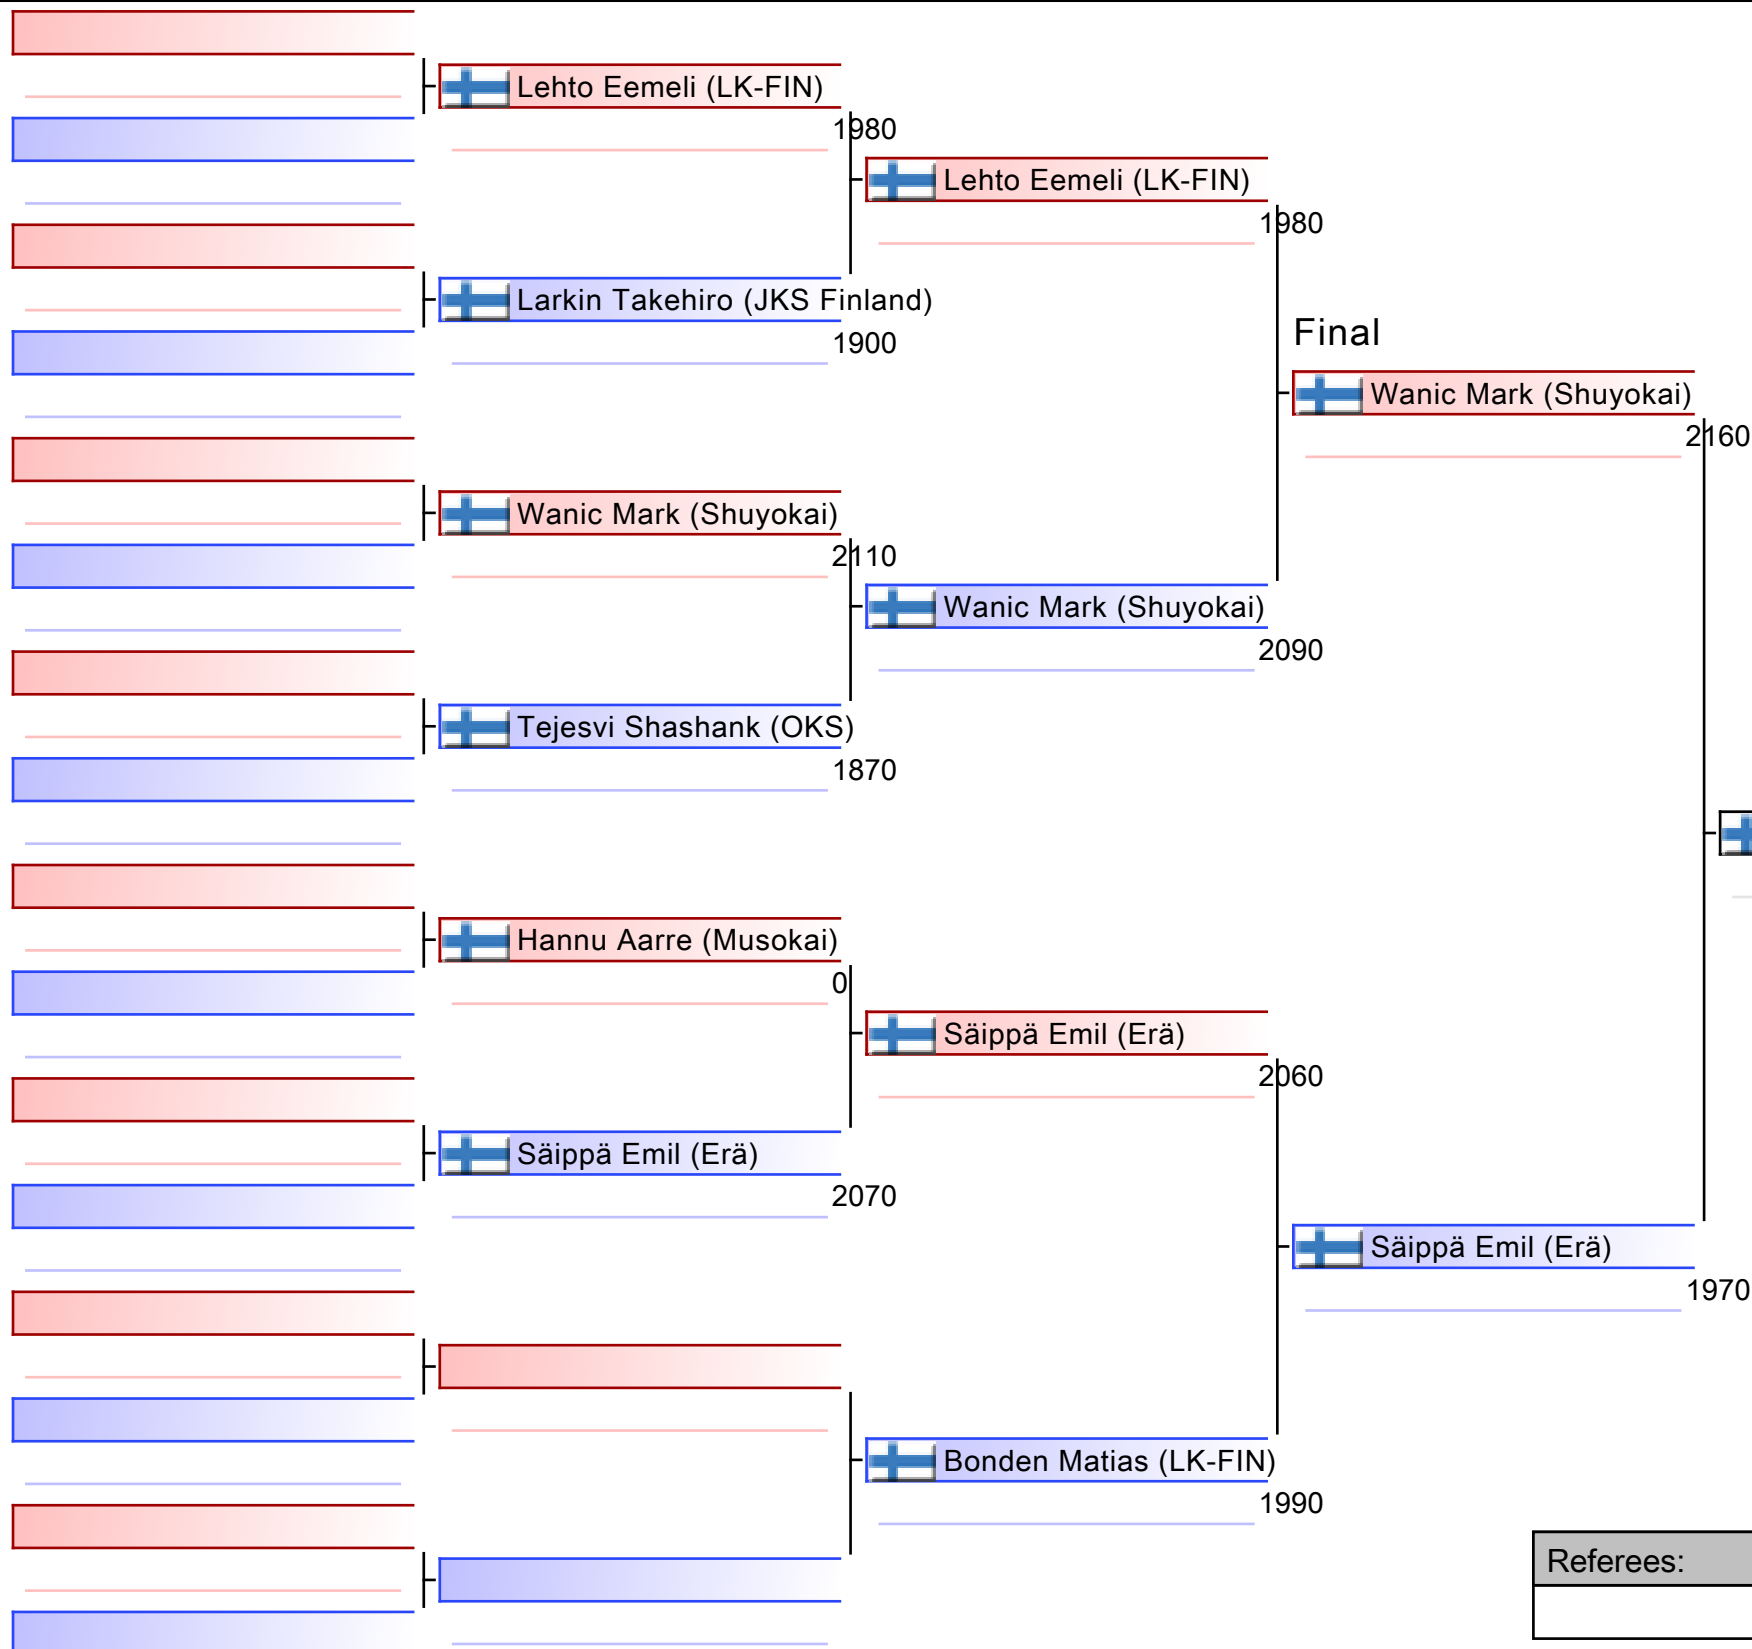 Lehto Eemeli (LK-FIN)
1980
Lehto Eemeli (LK-FIN)
1980
Larkin Takehiro (JKS Finland)
1900
Final
Wanic Mark (Shuyokai)
2160
Wanic Mark (Shuyokai)
2110
Wanic Mark (Shuyokai)
2090
Tejesvi Shashank (OKS)
1870
Hannu Aarre (Musokai)
0
Säippä Emil (Erä)
2060
Säippä Emil (Erä)
2070
Säippä Emil (Erä)
1970
Bonden Matias (LK-FIN)
1990
Referees: